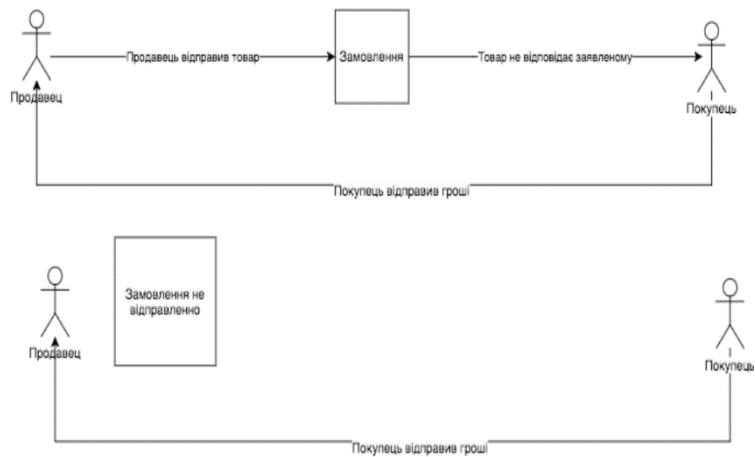 Продавець відправив товар
Замовлення
Товар не відповідає заявленому
Продавец
Покупець
Покупець відправив гроші
Замовлення не
відправленно
Продавец
Покупець
Покупець відправив гроші